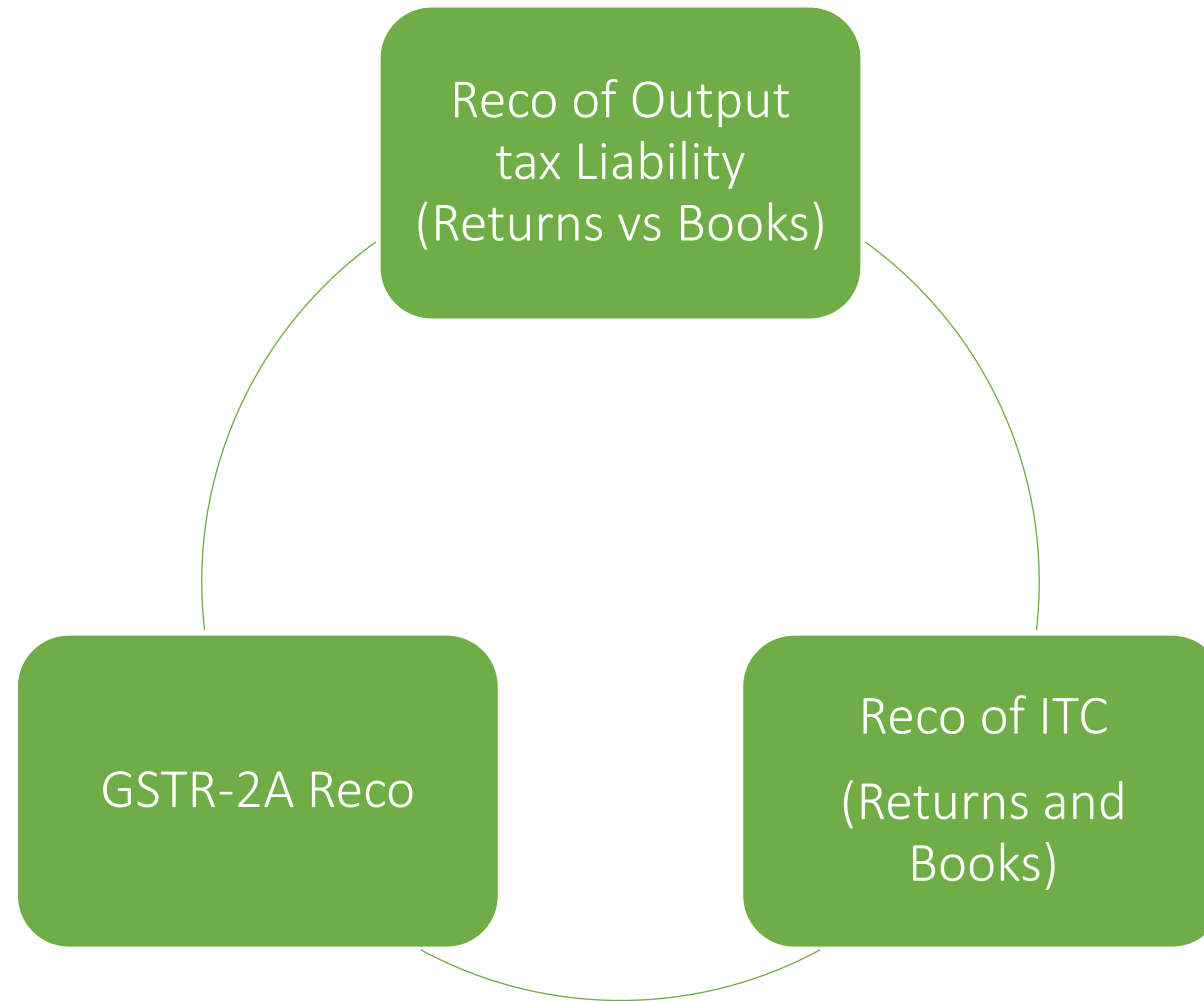 Reco of Output
tax Liability
(Returns vs Books)
GSTR-2A Reco
Reco of ITC
(Returns and
Books)